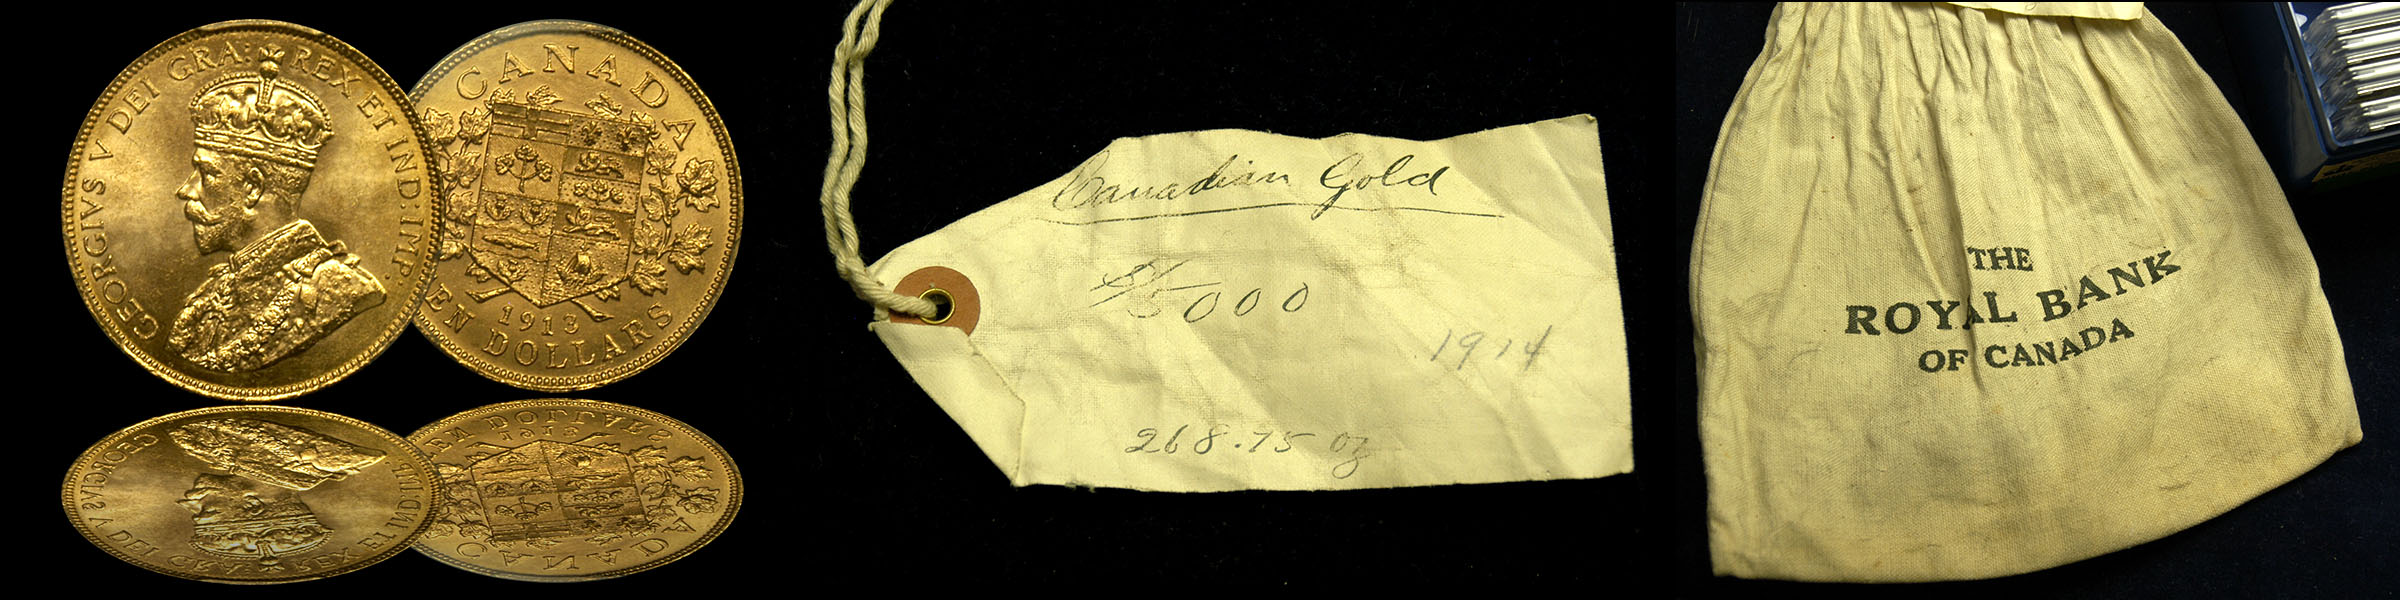 GEORGIVS V DEI GRA: REX ET IND: IMP.
CANADA
1913
EN DOLLARS
Canadian Gold
$5000
1914
268.75 oz
THE
ROYAL BANK
OF CANADA